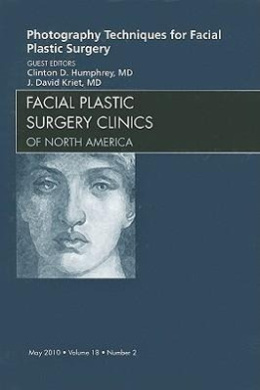 Photography Techniques for Facial
Plastic Surgery
GUEST EDITORS
Clinton D. Humphrey, MD
J. David Kriet, MD
FACIAL PLASTIC
SURGERY CLINICS
OF NORTH AMERICA
May 2010 • Volume 18 • Number 2